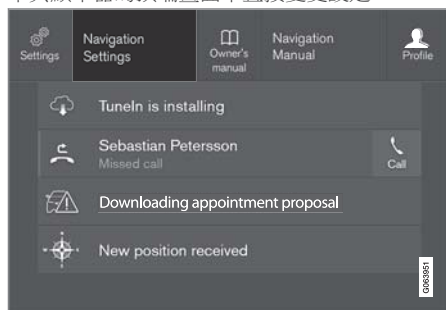 Settings
Navigation
Settings
Owner's
manual
Navigation
Manual
Profile
TuneIn is installing
Sebastian Petersson
Missed call
Call
Downloading appointment proposal
New position received
G063951